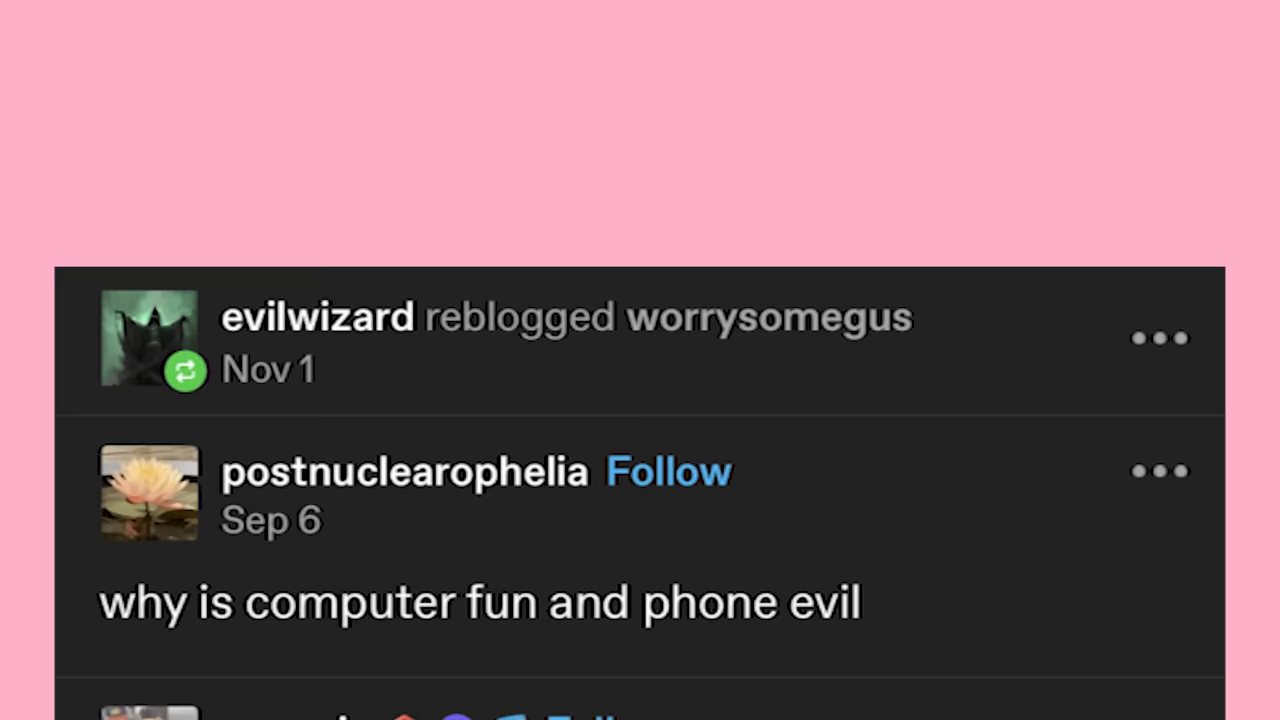 evilwizard reblogged worrysomegus
Nov 1
postnuclearophelia Follow
Sep 6
why is computer fun and phone evil